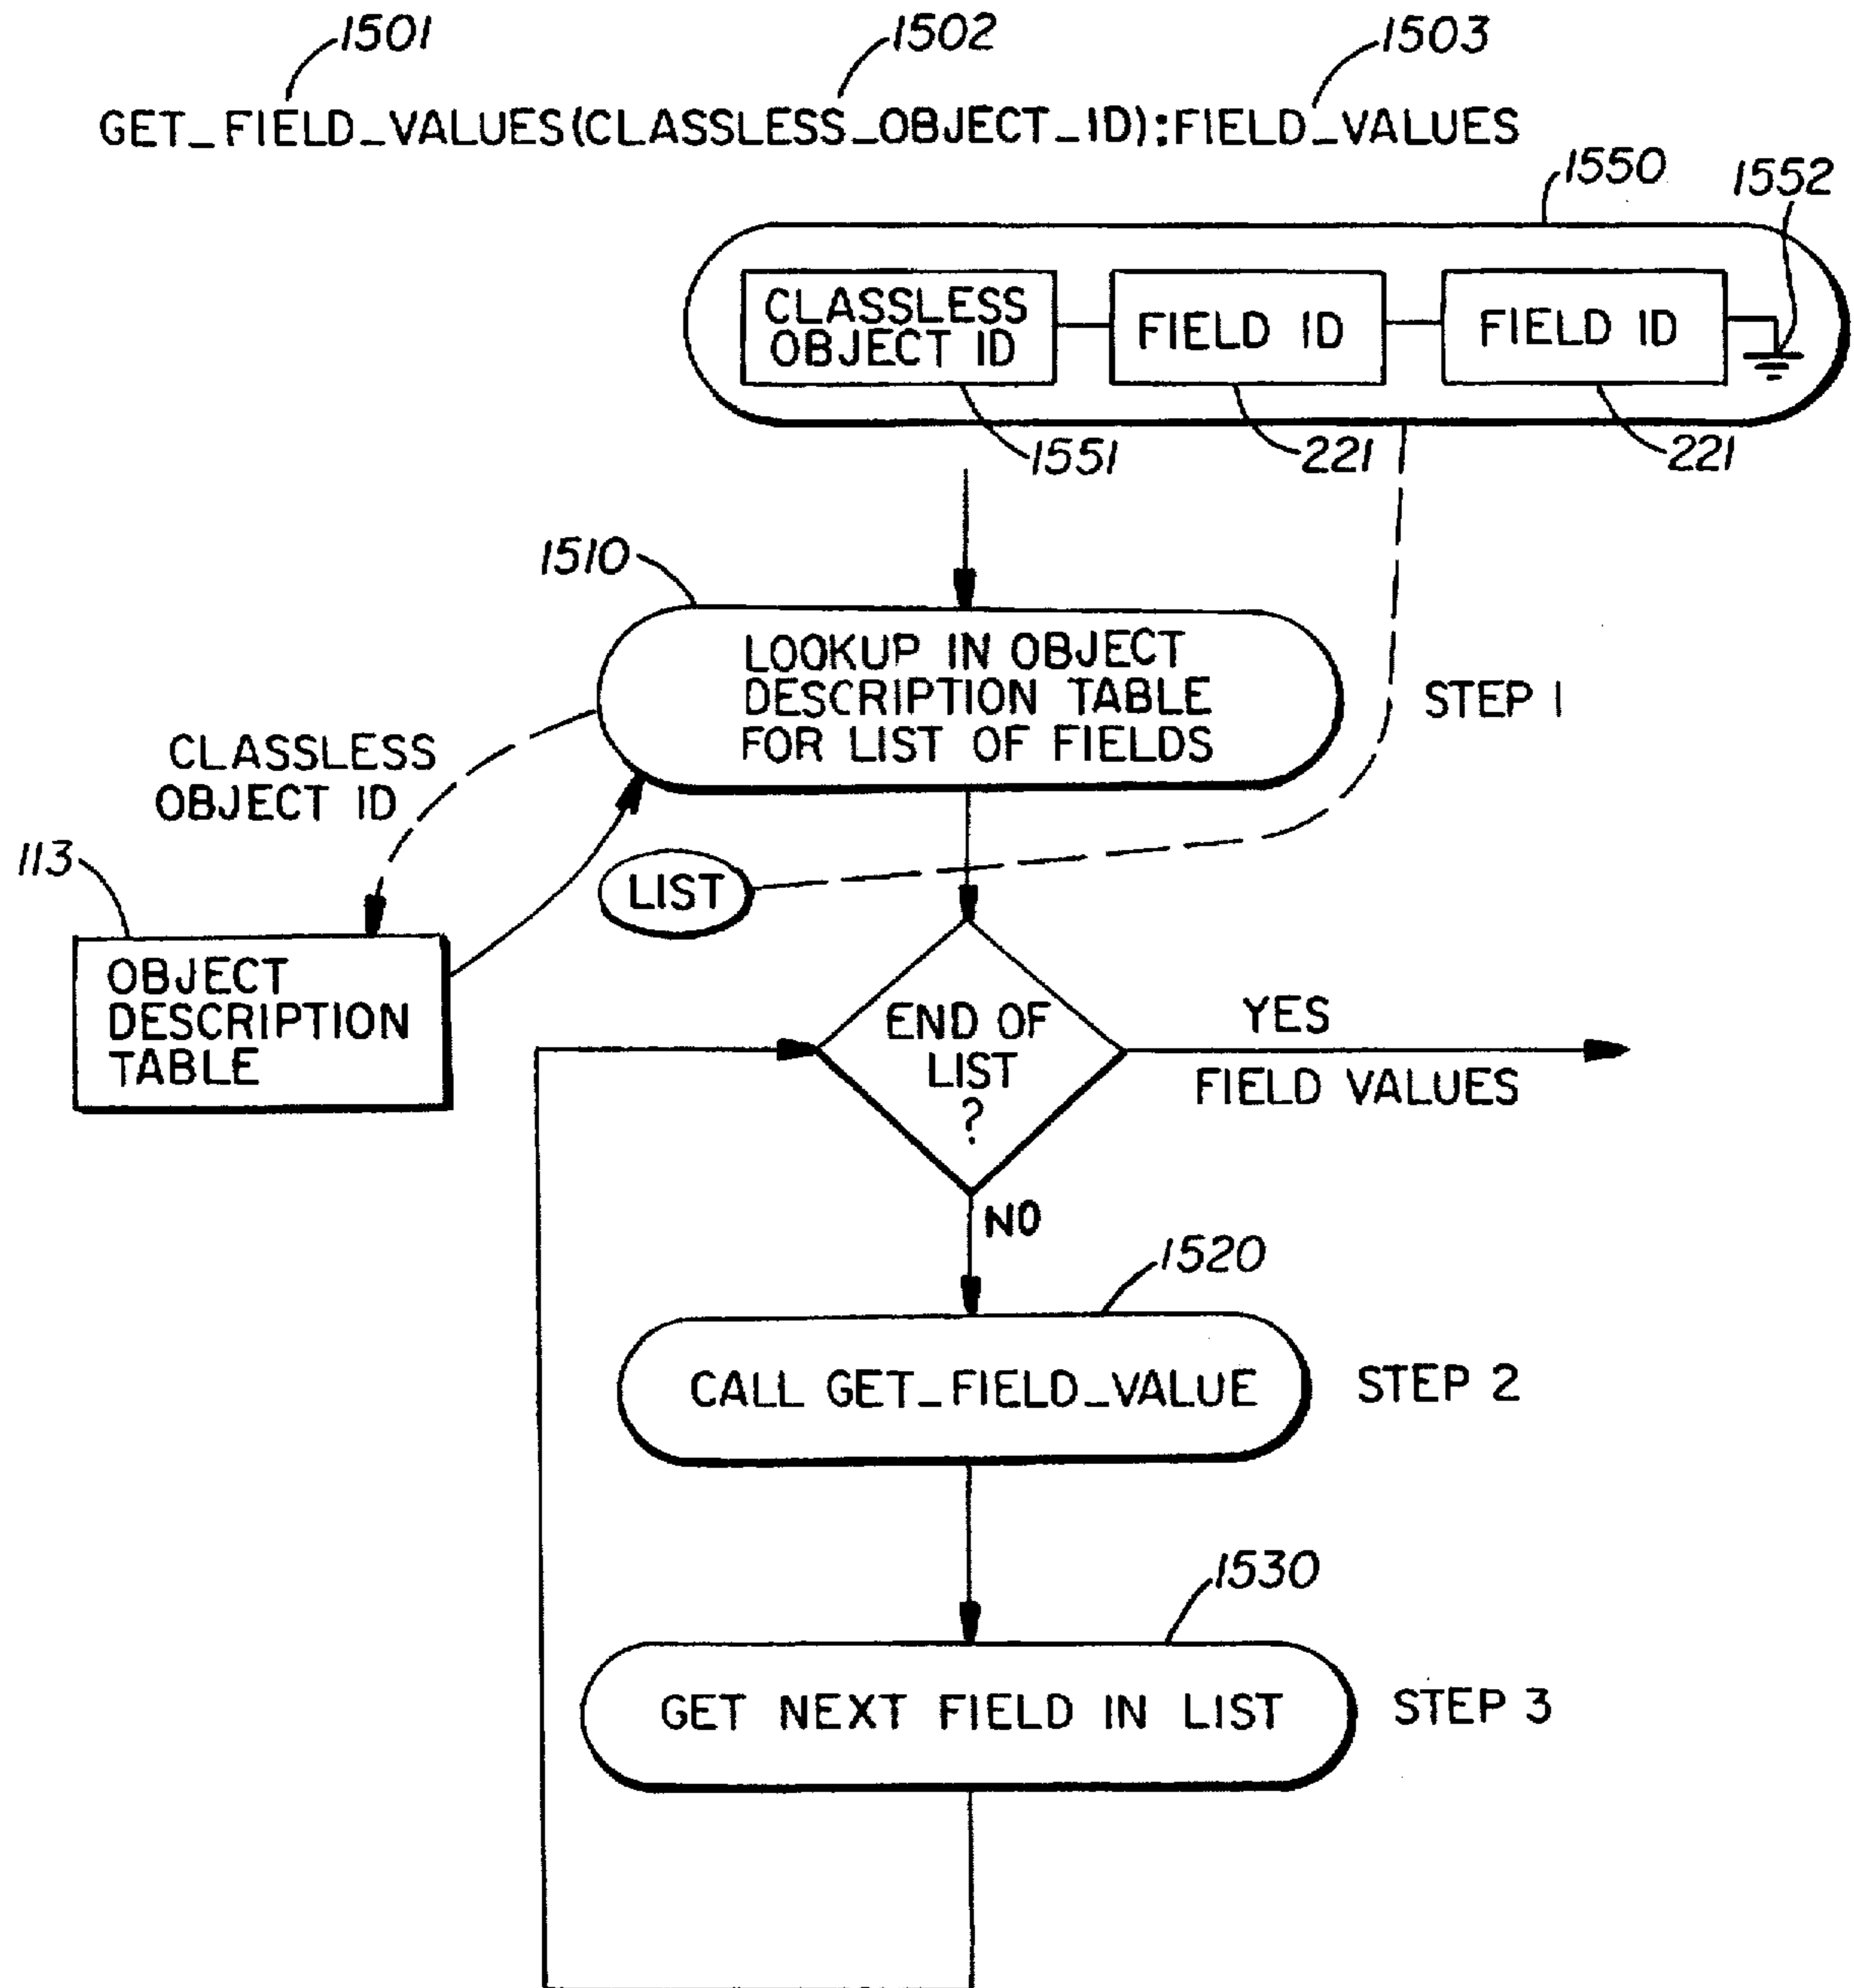 1501
1502
1503
GET_FIELD_VALUES(CLASSLESS_OBJECT_ID):FIELD_VALUES
1550
1552
CLASSLESS
OBJECT ID
FIELD ID
FIELD ID
1551
221
221
1510
LOOKUP IN OBJECT
DESCRIPTION TABLE
FOR LIST OF FIELDS
STEP 1
CLASSLESS
OBJECT ID
113
LIST
OBJECT
DESCRIPTION
TABLE
END OF
LIST
?
YES
FIELD VALUES
NO
1520
CALL GET_FIELD_VALUE
STEP 2
1530
GET NEXT FIELD IN LIST
STEP 3